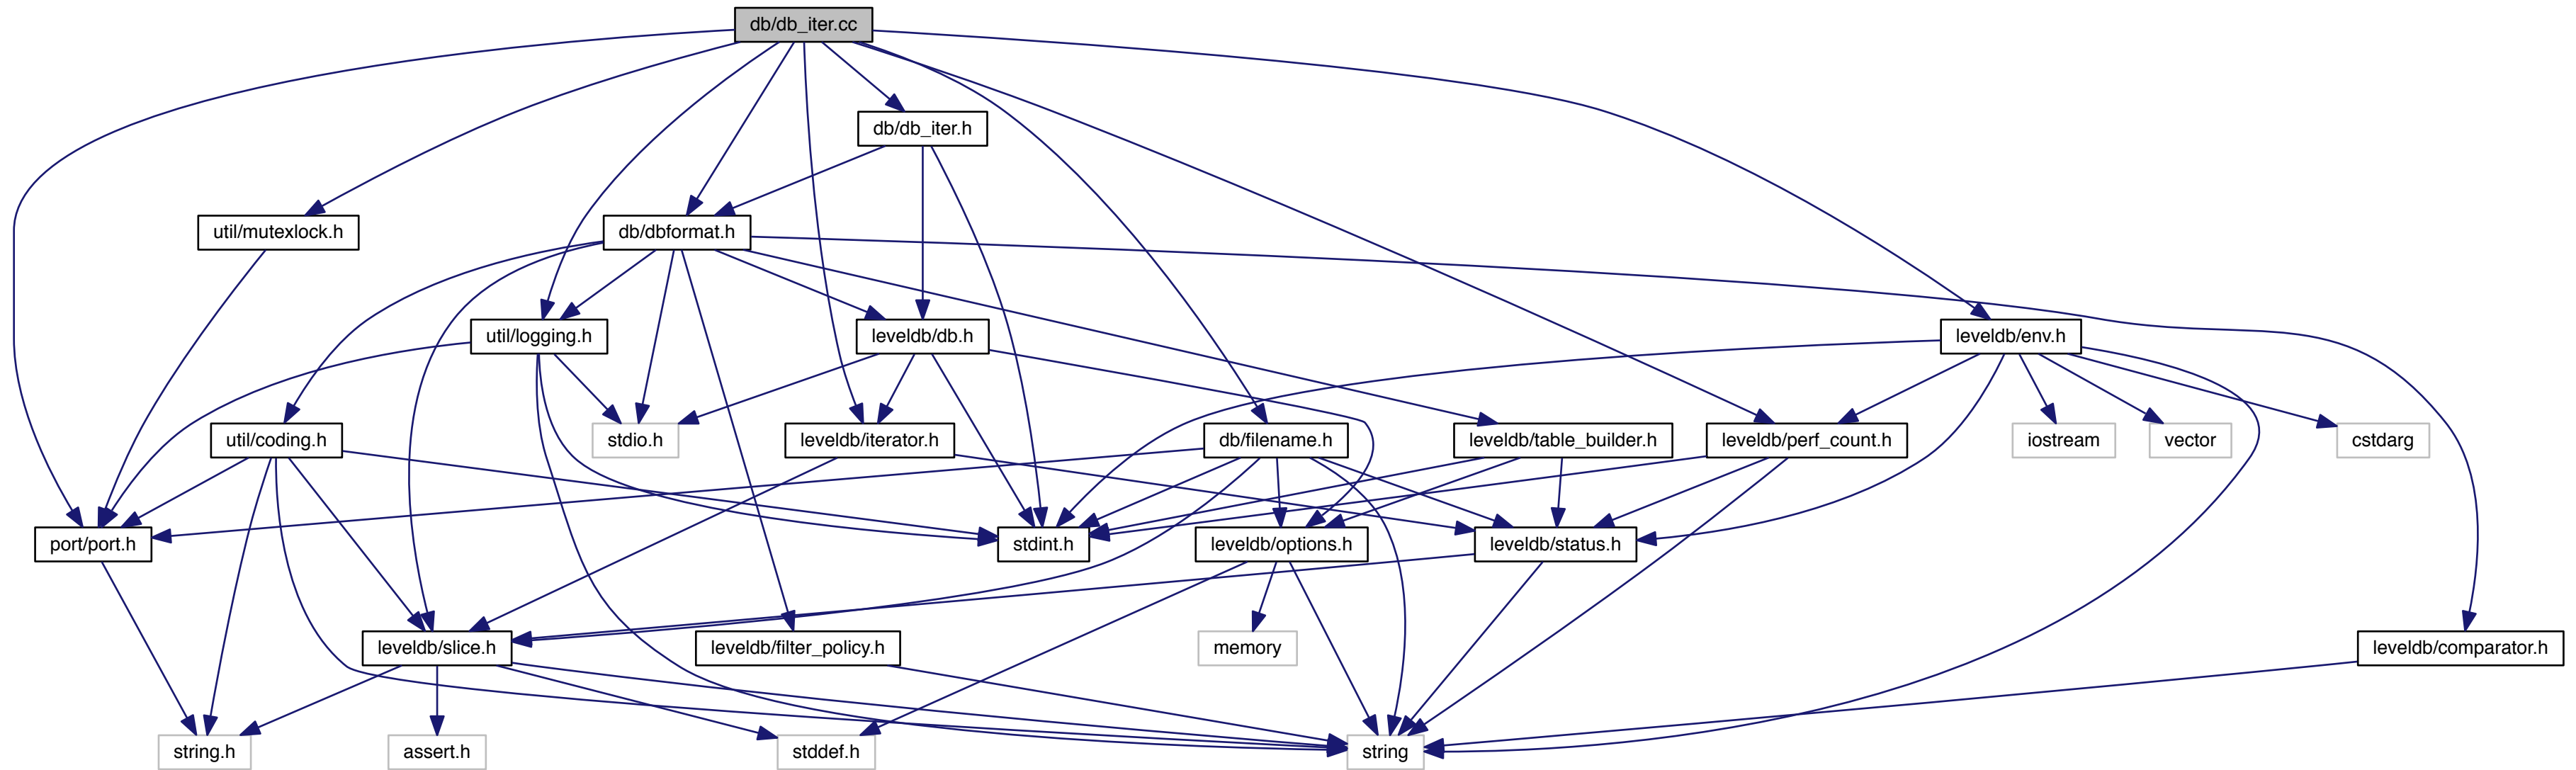 db/db_iter.cc
db/db_iter.h
util/mutexlock.h
db/dbformat.h
util/logging.h
leveldb/db.h
leveldb/env.h
util/coding.h
stdio.h
leveldb/iterator.h
db/filename.h
leveldb/table_builder.h
leveldb/perf_count.h
iostream
vector
cstdarg
port/port.h
stdint.h
leveldb/options.h
leveldb/status.h
leveldb/slice.h
leveldb/filter_policy.h
memory
leveldb/comparator.h
string.h
assert.h
stddef.h
string